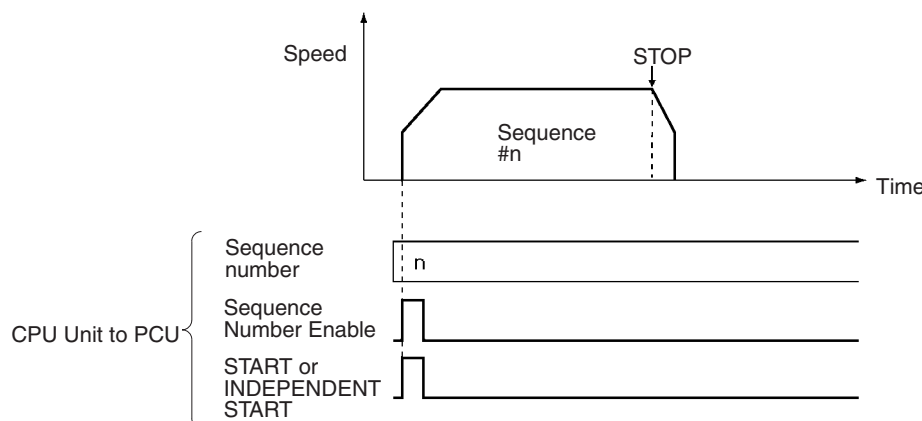 Speed
STOP
Sequence
#n
Time
Sequence
number
n
Sequence
Number Enable
CPU Unit to PCU
START or
INDEPENDENT
START